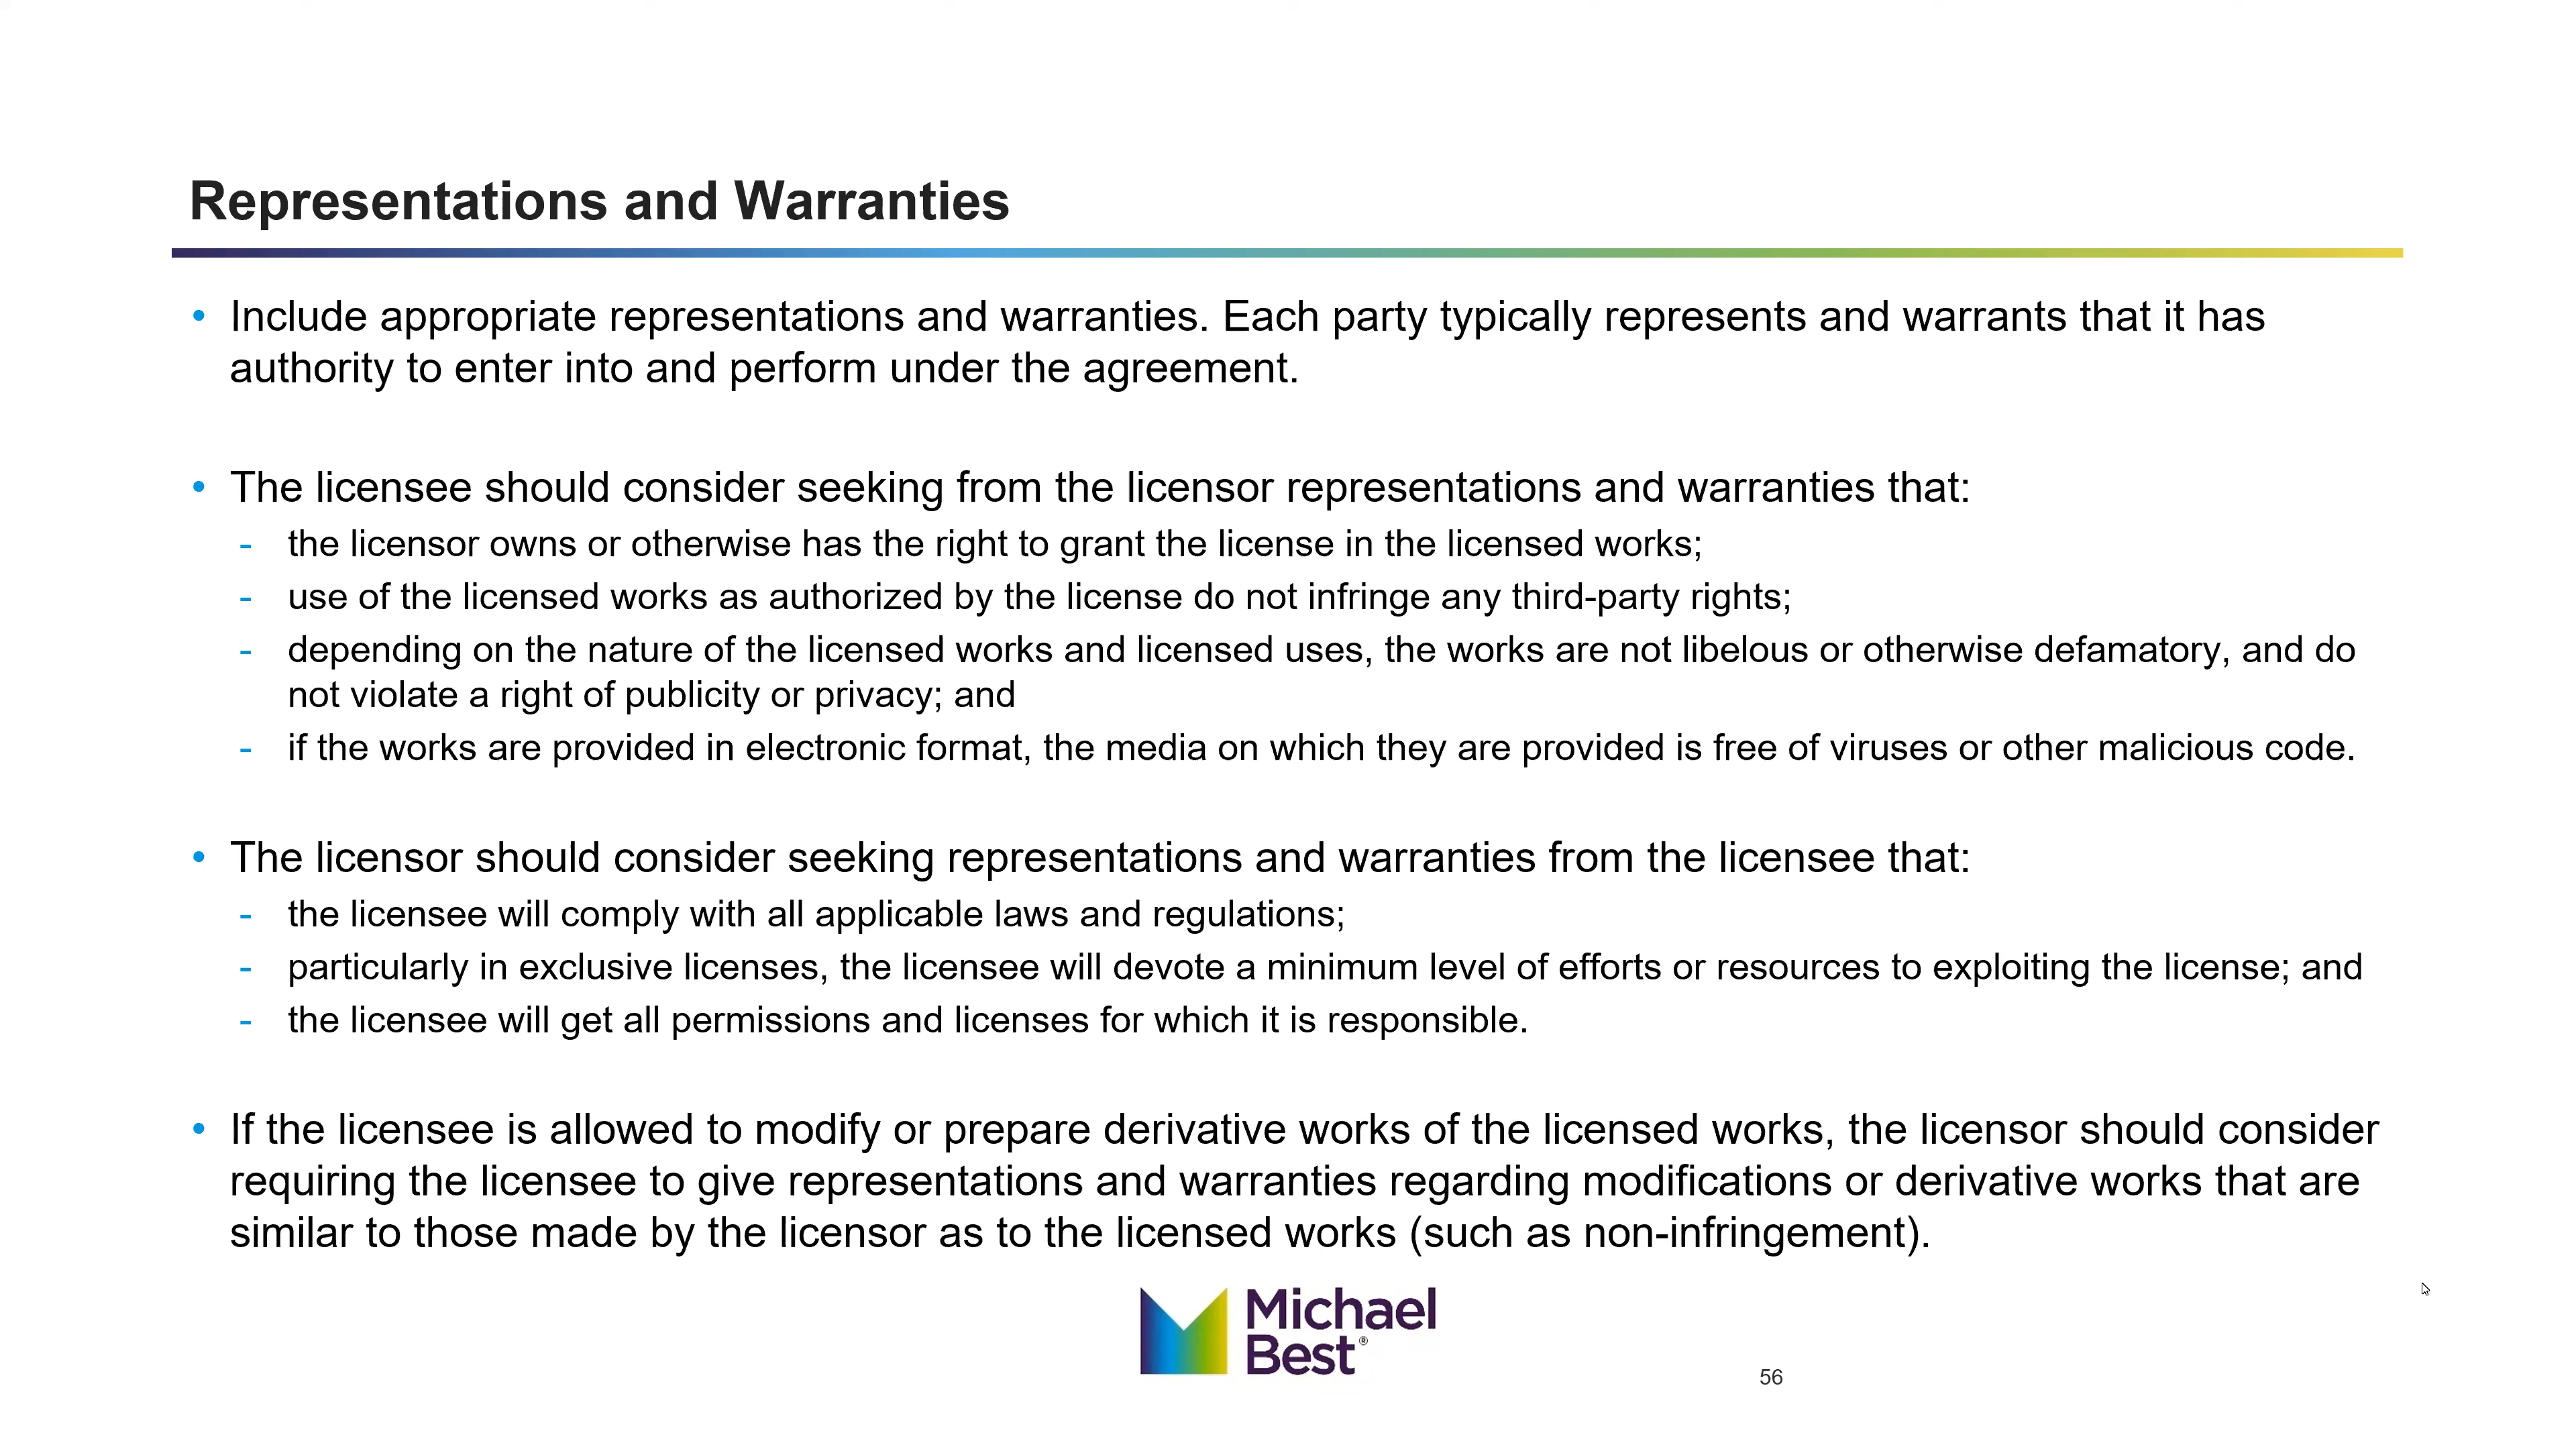 Representations and Warranties
• Include appropriate representations and warranties. Each party typically represents and warrants that it has
authority to enter into and perform under the agreement.
• The licensee should consider seeking from the licensor representations and warranties that:
- the licensor owns or otherwise has the right to grant the license in the licensed works;
- use of the licensed works as authorized by the license do not infringe any third-party rights;
- depending on the nature of the licensed works and licensed uses, the works are not libelous or otherwise defamatory, and do
not violate a right of publicity or privacy; and
- if the works are provided in electronic format, the media on which they are provided is free of viruses or other malicious code.
• The licensor should consider seeking representations and warranties from the licensee that:
- the licensee will comply with all applicable laws and regulations;
- particularly in exclusive licenses, the licensee will devote a minimum level of efforts or resources to exploiting the license; and
- the licensee will get all permissions and licenses for which it is responsible.
• If the licensee is allowed to modify or prepare derivative works of the licensed works, the licensor should consider
requiring the licensee to give representations and warranties regarding modifications or derivative works that are
similar to those made by the licensor as to the licensed works (such as non-infringement).
Michael
Best®
56